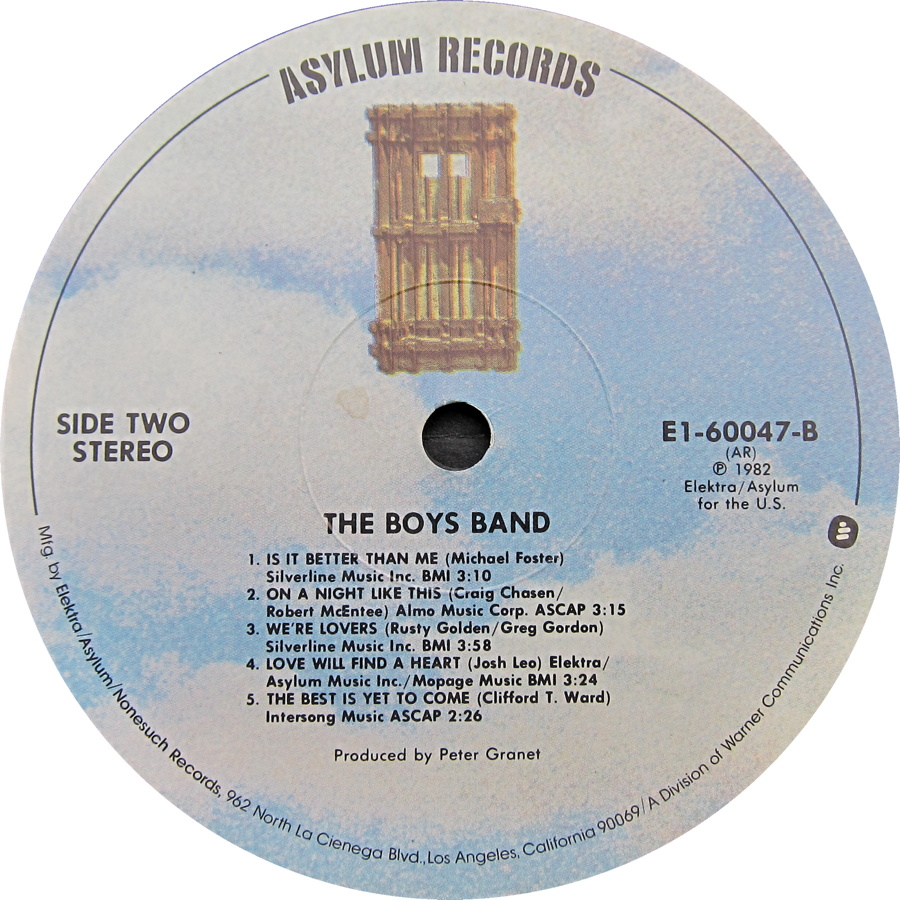 ASYLUM RECORDS
SIDE TWO
STEREO
E1-60047-B
(AR)
℗ 1982
Elektra/Asylum
for the U.S.
THE BOYS BAND
1. IS IT BETTER THAN ME (Michael Foster)
Silverline Music Inc. BMI 3:10
2. ON A NIGHT LIKE THIS (Craig Chasen/
Robert McEntee) Almo Music Corp. ASCAP 3:15
3. WE'RE LOVERS (Rusty Golden/Greg Gordon)
Silverline Music Inc. BMI 3:58
4. LOVE WILL FIND A HEART (Josh Leo) Elektra/
Asylum Music Inc./Mopage Music BMI 3:24
5. THE BEST IS YET TO COME (Clifford T. Ward)
Intersong Music ASCAP 2:26
Produced by Peter Granet
Mfg. by Elektra/Asylum/Nonesuch Records, 962 North La Cienega Blvd., Los Angeles, California 90069/A Division of Warner Communications Inc.